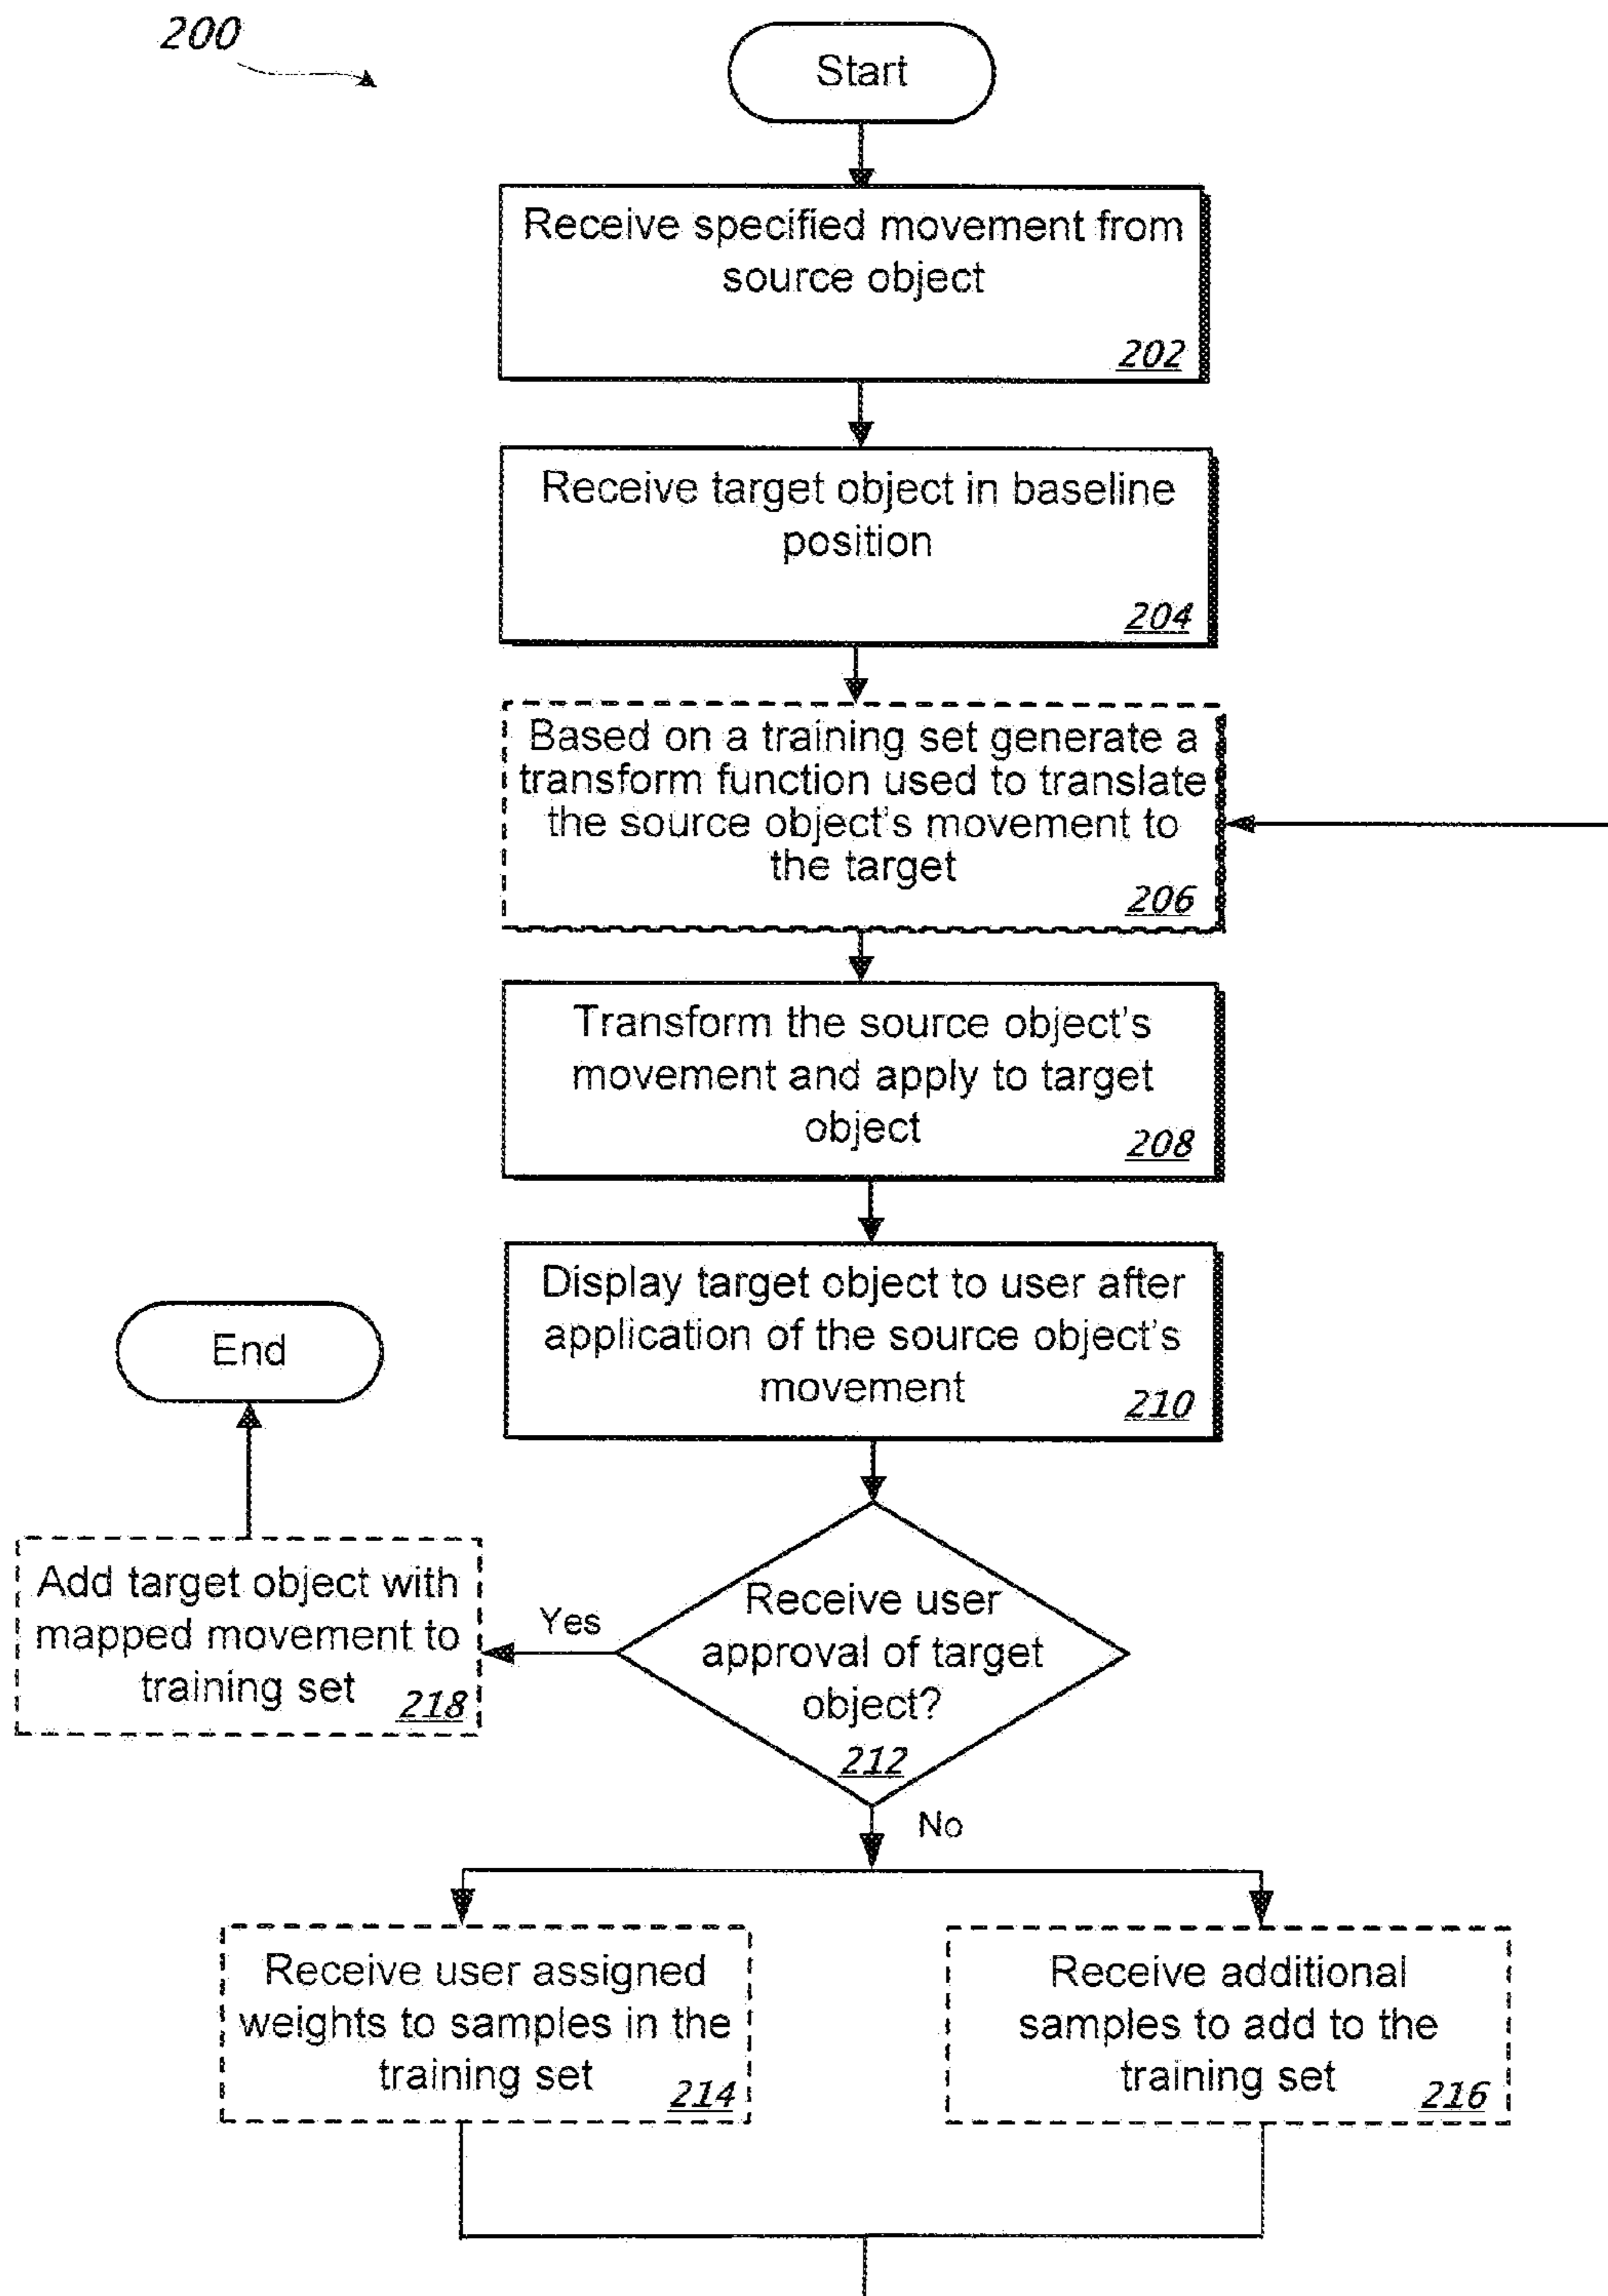 200
Start
Receive specified movement from
source object
202
Receive target object in baseline
position
204
Based on a training set generate a
transform function used to translate
the source object's movement to
the target
206
Transform the source object's
movement and apply to target
object
208
Display target object to user after
application of the source object's
movement
210
End
Receive user
approval of target
object?
212
Yes
Add target object with
mapped movement to
training set
218
No
Receive user assigned
weights to samples in the
training set
214
Receive additional
samples to add to the
training set
216